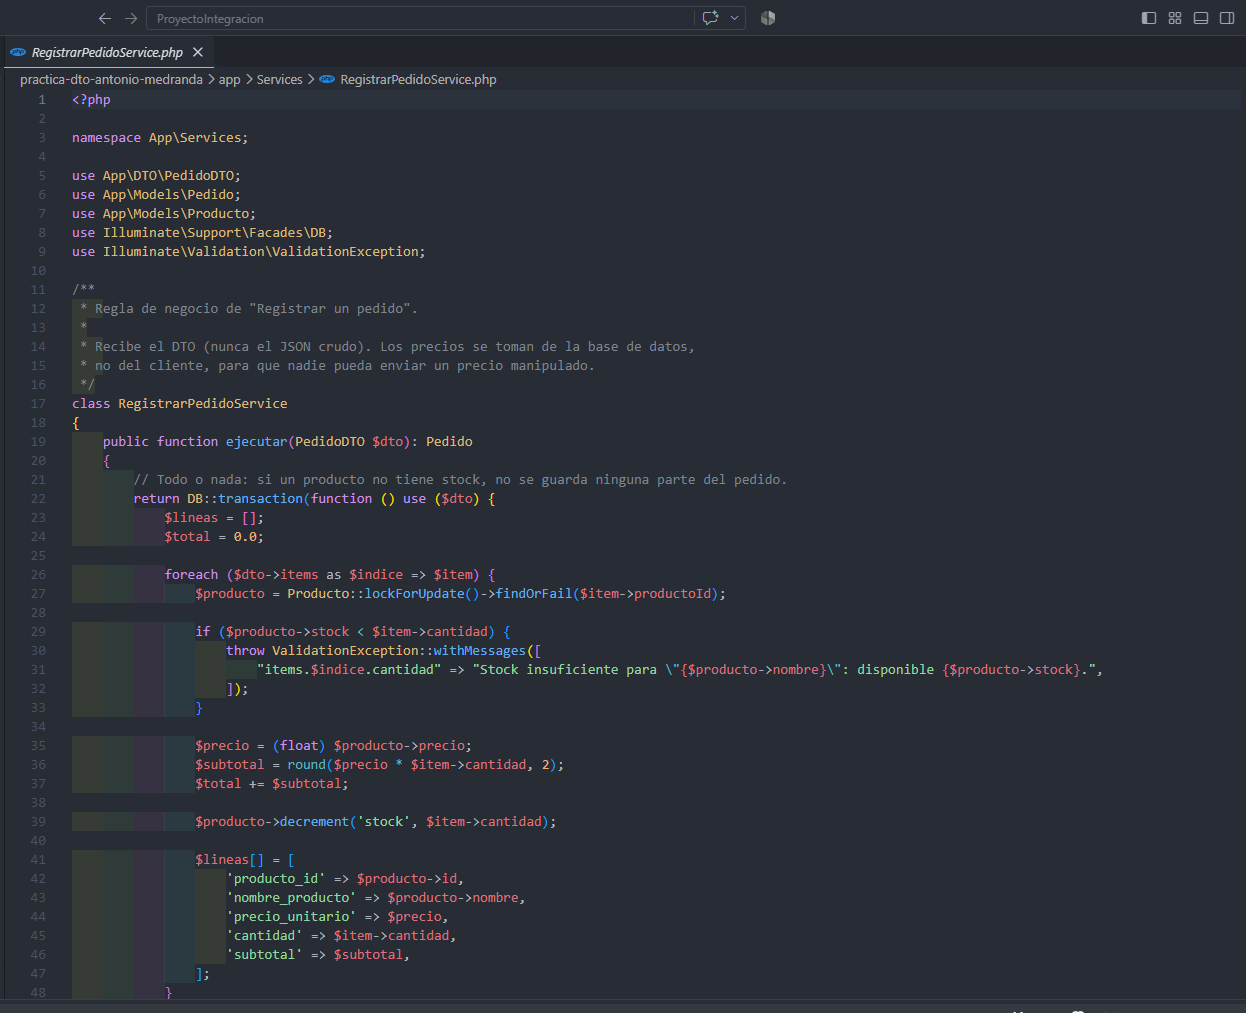 ProyectoIntegracion
php RegistrarPedidoService.php
practica-dto-antonio-medranda > app > Services > php RegistrarPedidoService.php
1 <?php
2
3 namespace App\Services;
4
5 use App\DTO\PedidoDTO;
6 use App\Models\Pedido;
7 use App\Models\Producto;
8 use Illuminate\Support\Facades\DB;
9 use Illuminate\Validation\ValidationException;
10
11 /**
12  * Regla de negocio de "Registrar un pedido".
13  *
14  * Recibe el DTO (nunca el JSON crudo). Los precios se toman de la base de datos,
15  * no del cliente, para que nadie pueda enviar un precio manipulado.
16  */
17 class RegistrarPedidoService
18 {
19     public function ejecutar(PedidoDTO $dto): Pedido
20     {
21         // Todo o nada: si un producto no tiene stock, no se guarda ninguna parte del pedido.
22         return DB::transaction(function () use ($dto) {
23             $lineas = [];
24             $total = 0.0;
25
26             foreach ($dto->items as $indice => $item) {
27                 $producto = Producto::lockForUpdate()->findOrFail($item->productoId);
28
29                 if ($producto->stock < $item->cantidad) {
30                     throw ValidationException::withMessages([
31                         "items.$indice.cantidad" => "Stock insuficiente para \"{$producto->nombre}\": disponible {$producto->stock}.",
32                     ]);
33                 }
34
35                 $precio = (float) $producto->precio;
36                 $subtotal = round($precio * $item->cantidad, 2);
37                 $total += $subtotal;
38
39                 $producto->decrement('stock', $item->cantidad);
40
41                 $lineas[] = [
42                     'producto_id' => $producto->id,
43                     'nombre_producto' => $producto->nombre,
44                     'precio_unitario' => $precio,
45                     'cantidad' => $item->cantidad,
46                     'subtotal' => $subtotal,
47                 ];
48             }